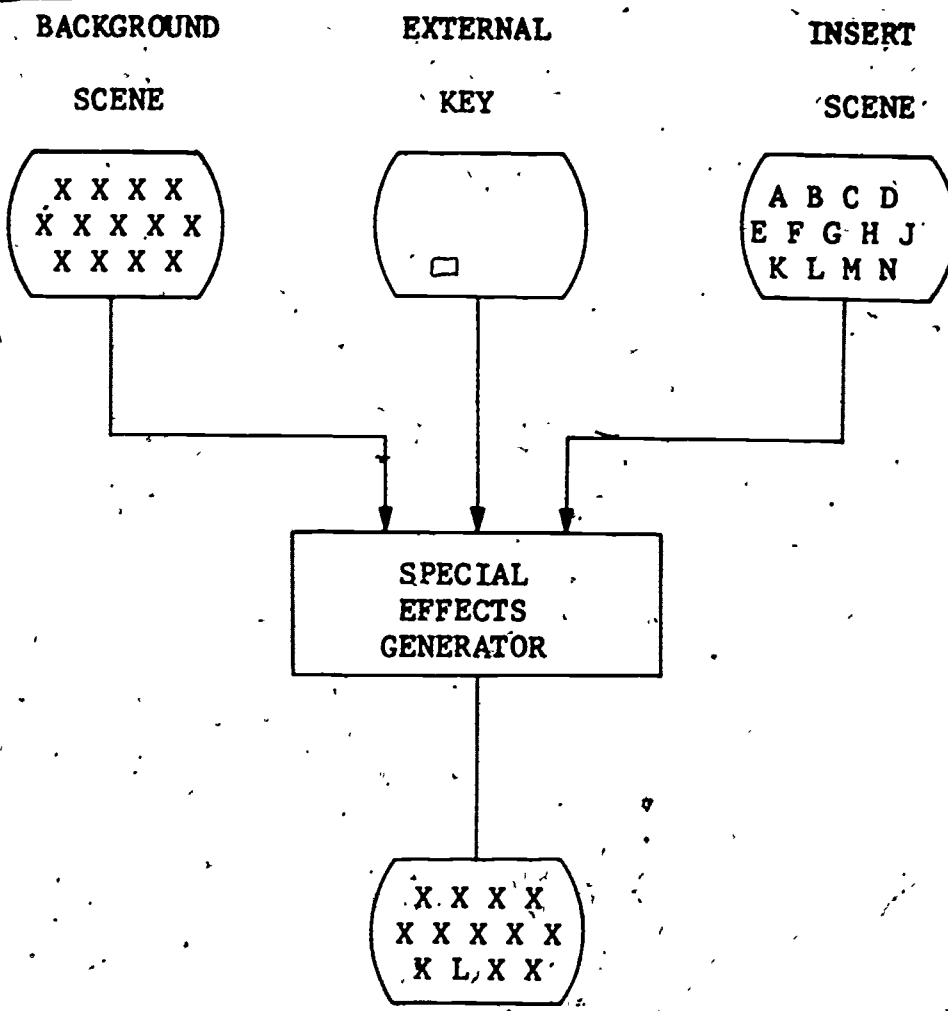 BACKGROUND EXTERNAL INSERT
SCENE KEY SCENE
X X X X
X X X X X
X X X X
A B C D
E F G H J
K L M N
SPECIAL
EFFECTS
GENERATOR
X X X X
X X X X X
X L X X